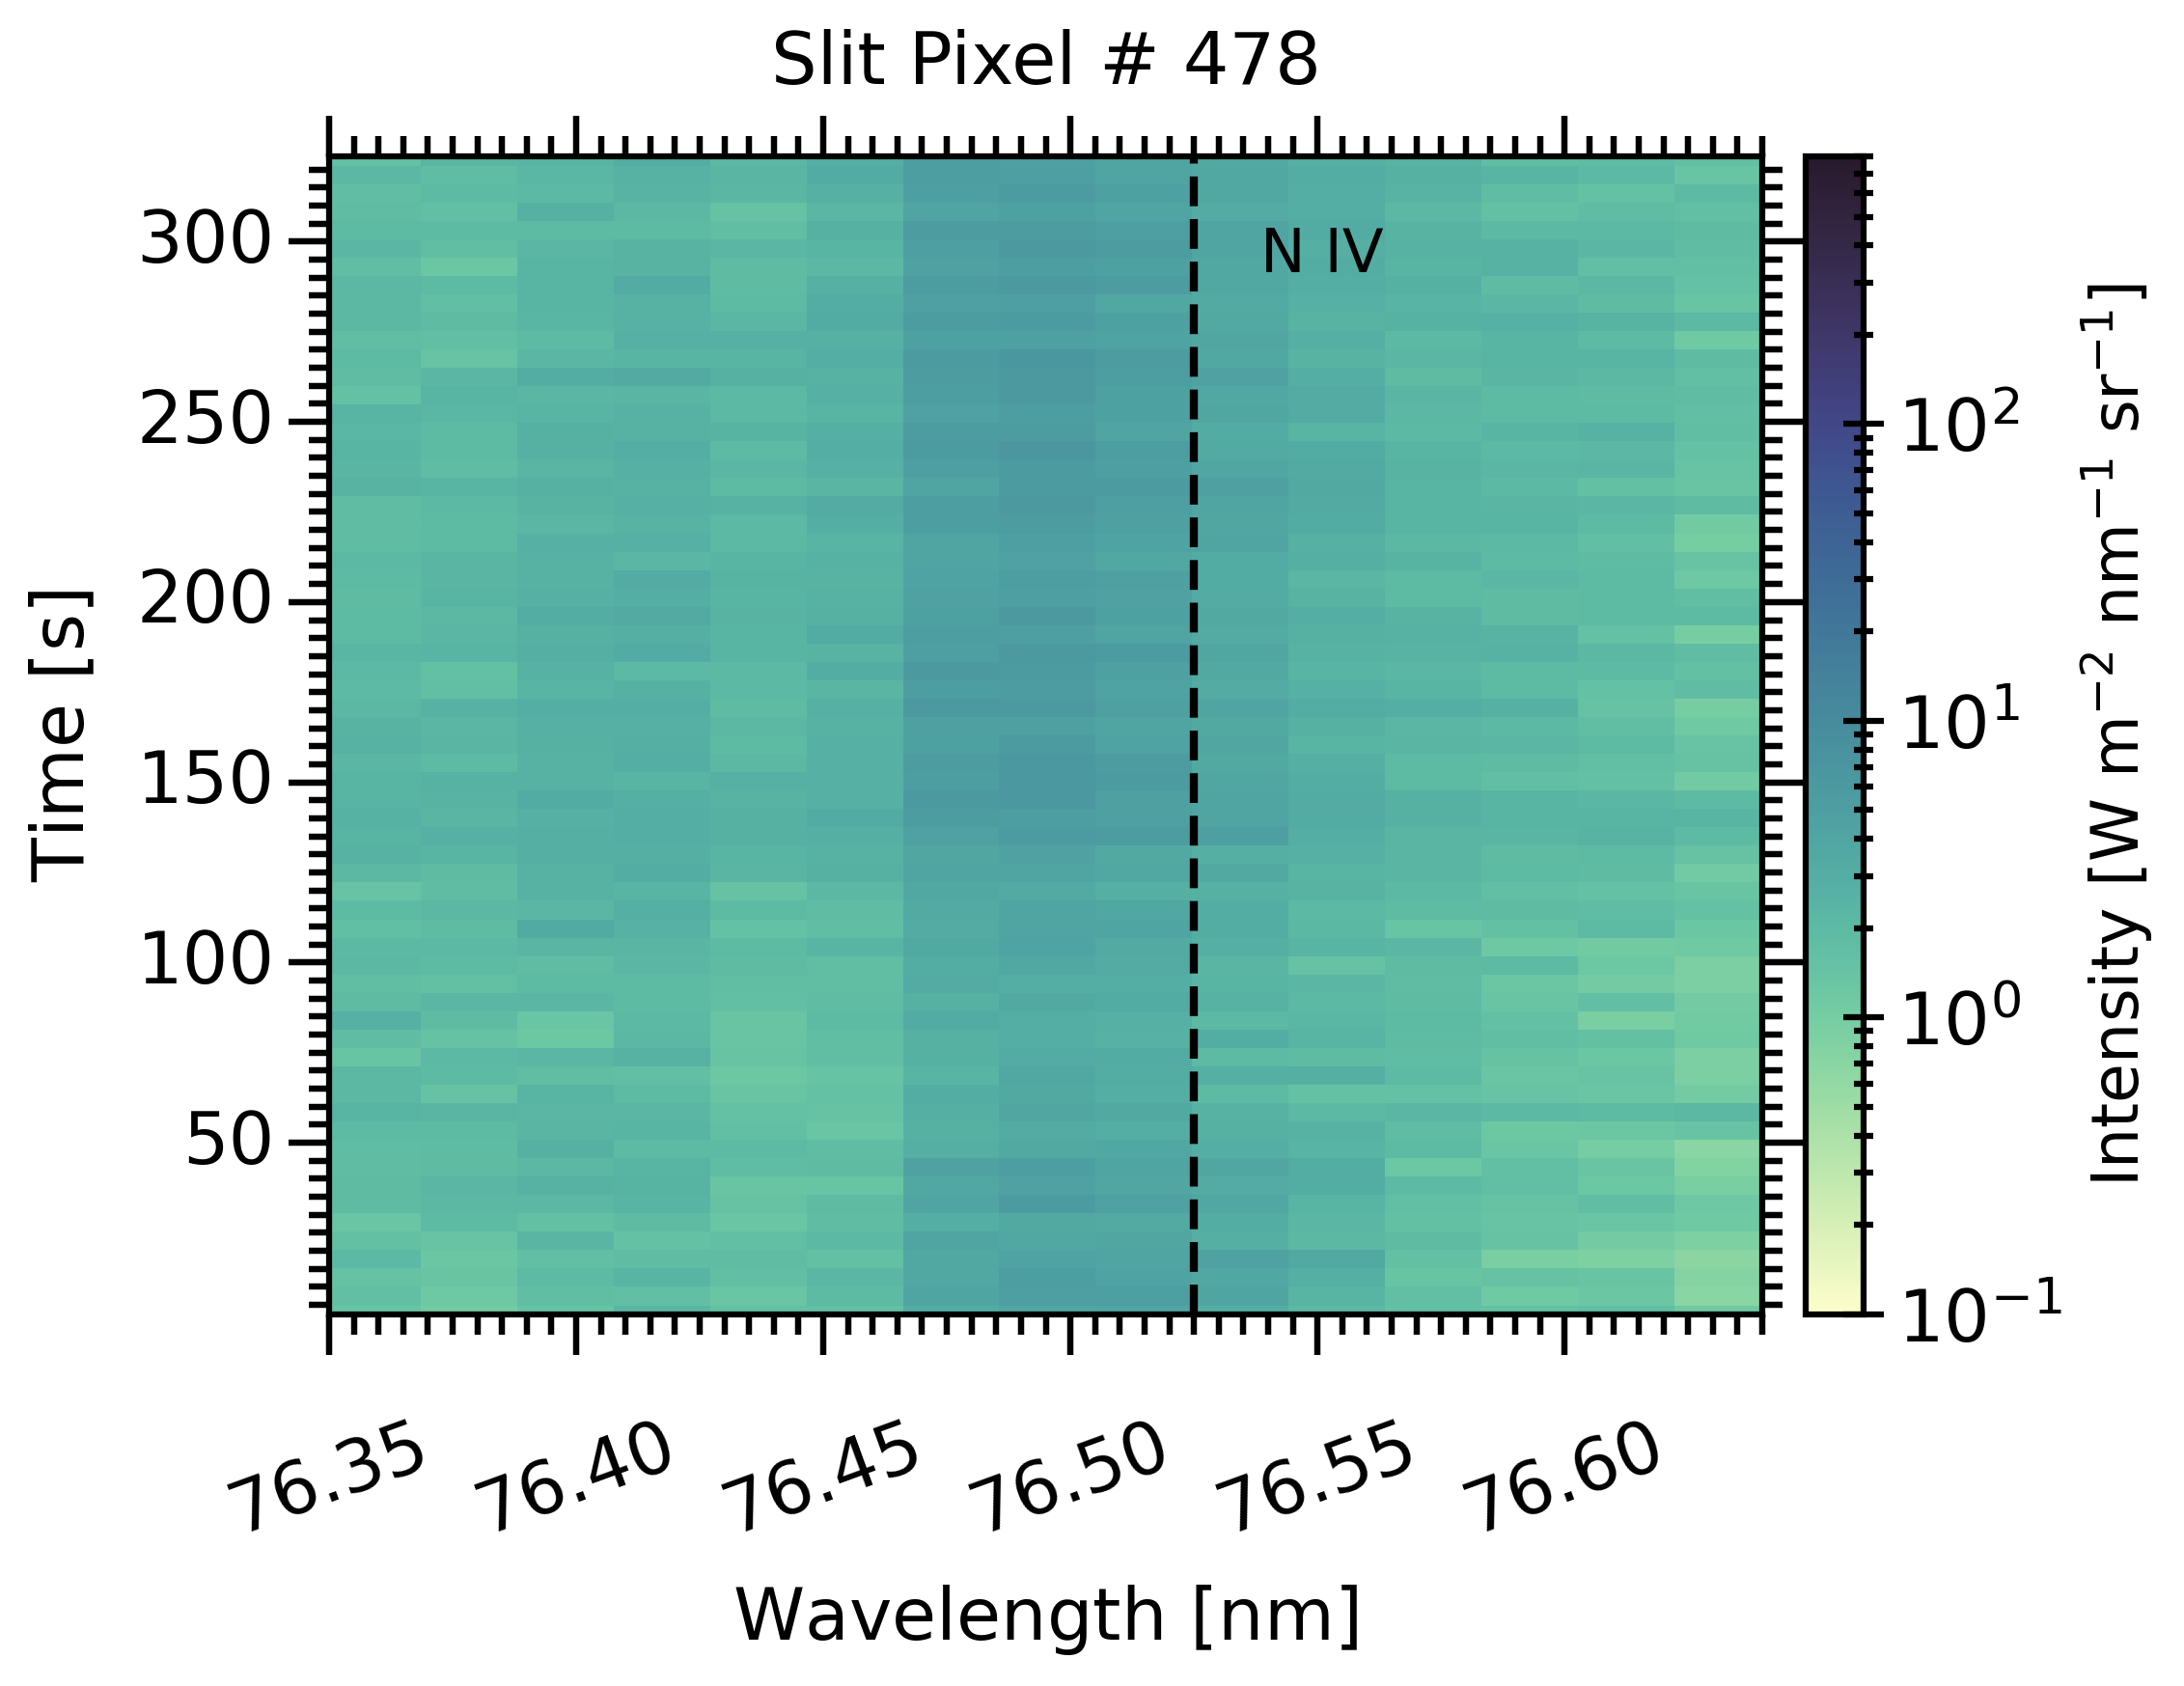 Slit Pixel # 478
300
250
200
150
100
50
Time [s]
N IV
10²
10¹
10⁰
10⁻¹
Intensity [W m⁻² nm⁻¹ sr⁻¹]
76.35 76.40 76.45 76.50 76.55 76.60
Wavelength [nm]